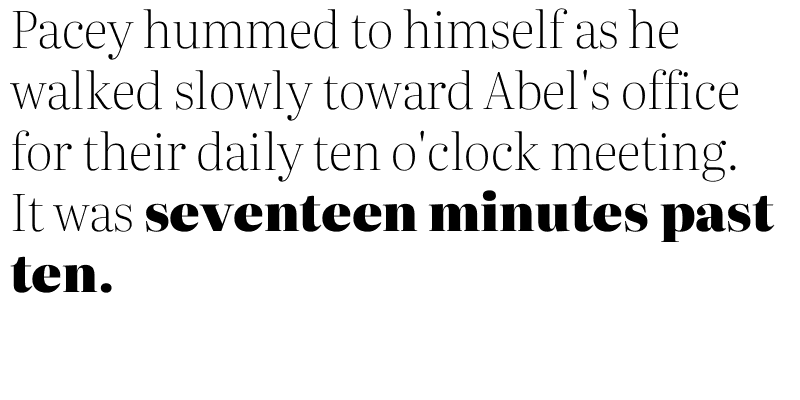 Pacey hummed to himself as he
walked slowly toward Abel's office
for their daily ten o'clock meeting.
It was seventeen minutes past
ten.